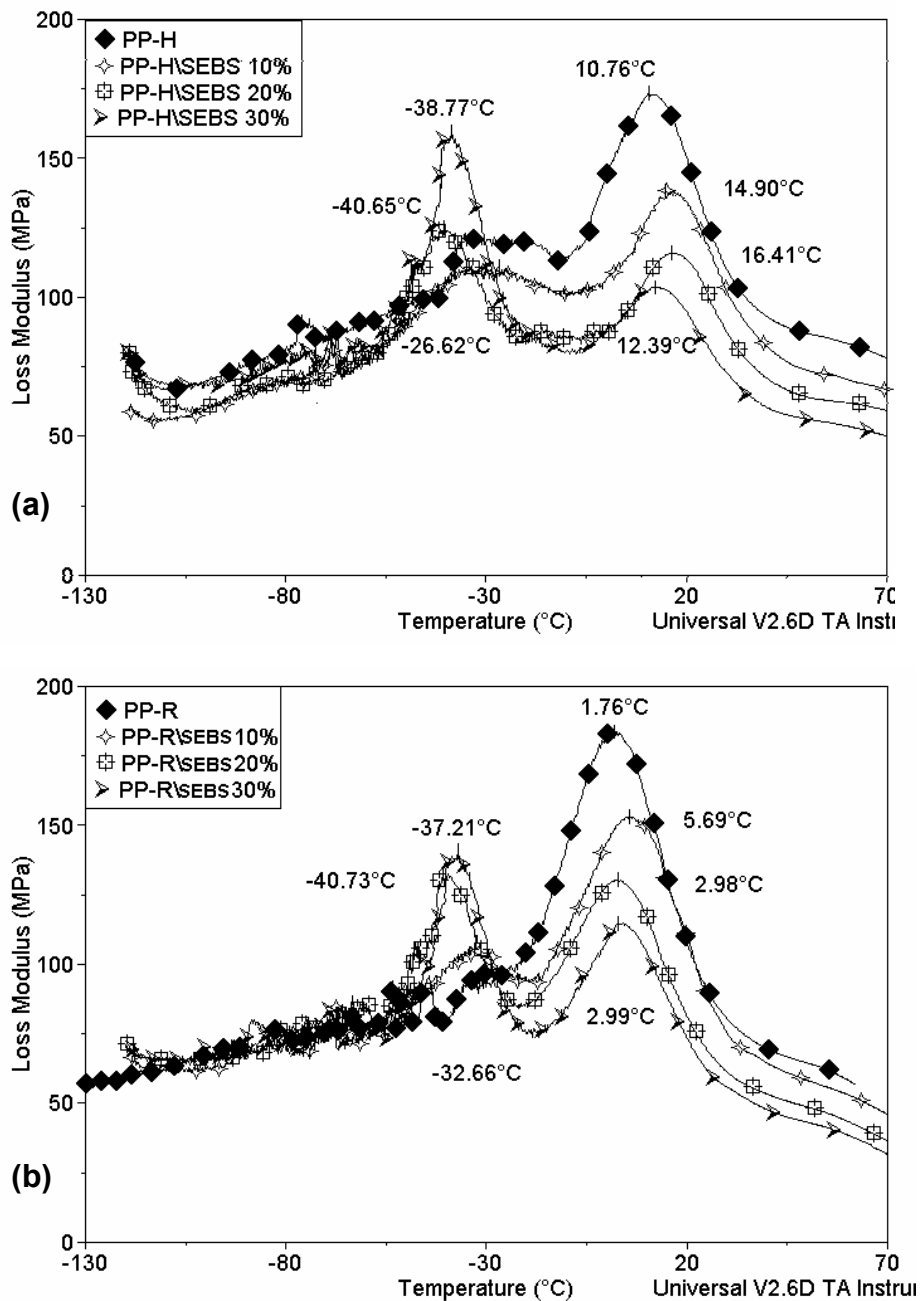 200
150
100
50
0
Loss Modulus (MPa)
PP-H
PP-H\SEBS 10%
PP-H\SEBS 20%
PP-H\SEBS 30%
10.76°C
-38.77°C
-40.65°C
14.90°C
16.41°C
-26.62°C
12.39°C
(a)
-130
-80
-30
20
70
Temperature (°C)
Universal V2.6D TA Instr
200
150
100
50
0
Loss Modulus (MPa)
PP-R
PP-R\SEBS 10%
PP-R\SEBS 20%
PP-R\SEBS 30%
1.76°C
-37.21°C
5.69°C
-40.73°C
2.98°C
2.99°C
-32.66°C
(b)
-130
-80
-30
20
70
Temperature (°C)
Universal V2.6D TA Instru